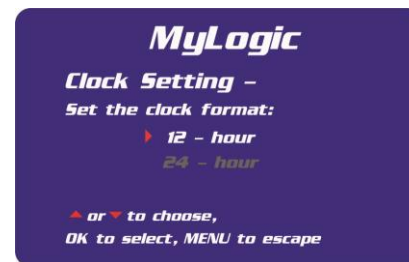 MyLogic
Clock Setting –
Set the clock format:
12 – hour
24 – hour
or to choose,
OK to select, MENU to escape